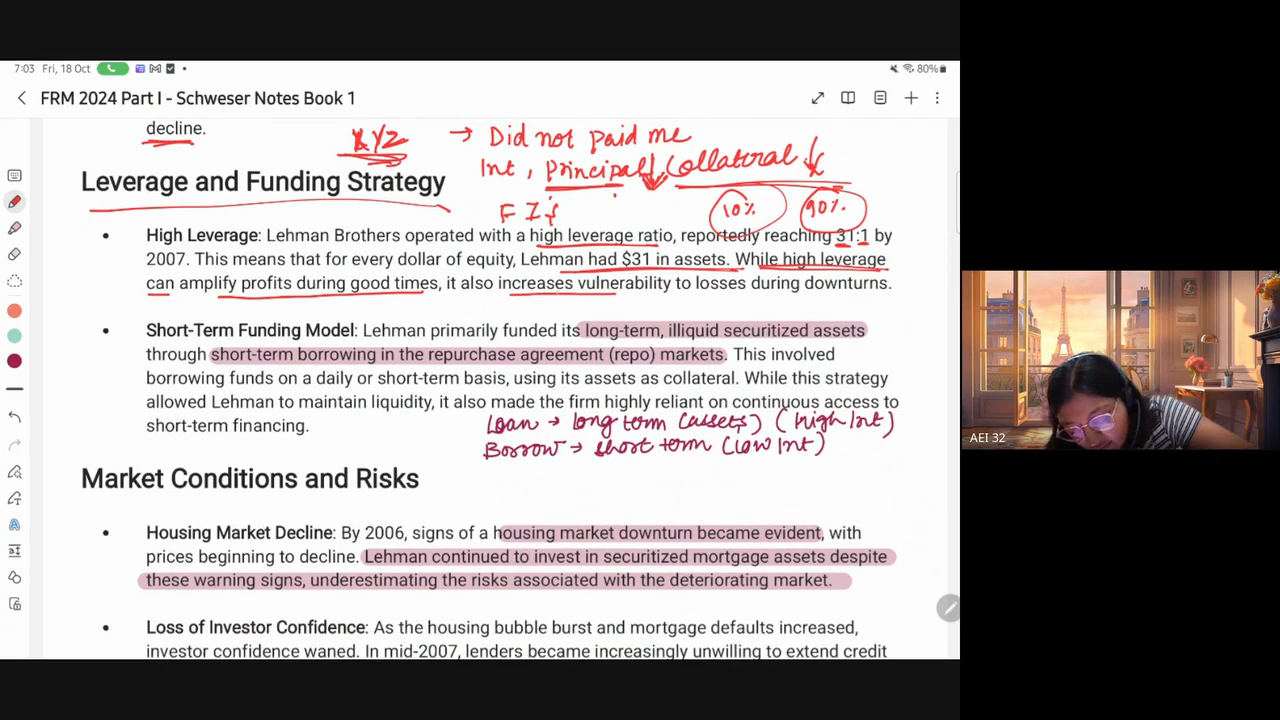 7:03 Fri, 18 Oct
80%
FRM 2024 Part I - Schweser Notes Book 1
decline.
XYZ → Did not paid me
Int, principal, Collateral
10% 90%
Leverage and Funding Strategy
• High Leverage: Lehman Brothers operated with a high leverage ratio, reportedly reaching 31:1 by
2007. This means that for every dollar of equity, Lehman had $31 in assets. While high leverage
can amplify profits during good times, it also increases vulnerability to losses during downturns.
• Short-Term Funding Model: Lehman primarily funded its long-term, illiquid securitized assets
through short-term borrowing in the repurchase agreement (repo) markets. This involved
borrowing funds on a daily or short-term basis, using its assets as collateral. While this strategy
allowed Lehman to maintain liquidity, it also made the firm highly reliant on continuous access to
short-term financing.
Loan → long term (assets) (high Int)
Borrow → short term (low Int)
Market Conditions and Risks
• Housing Market Decline: By 2006, signs of a housing market downturn became evident, with
prices beginning to decline. Lehman continued to invest in securitized mortgage assets despite
these warning signs, underestimating the risks associated with the deteriorating market.
• Loss of Investor Confidence: As the housing bubble burst and mortgage defaults increased,
investor confidence waned. In mid-2007, lenders became increasingly unwilling to extend credit
AEI 32